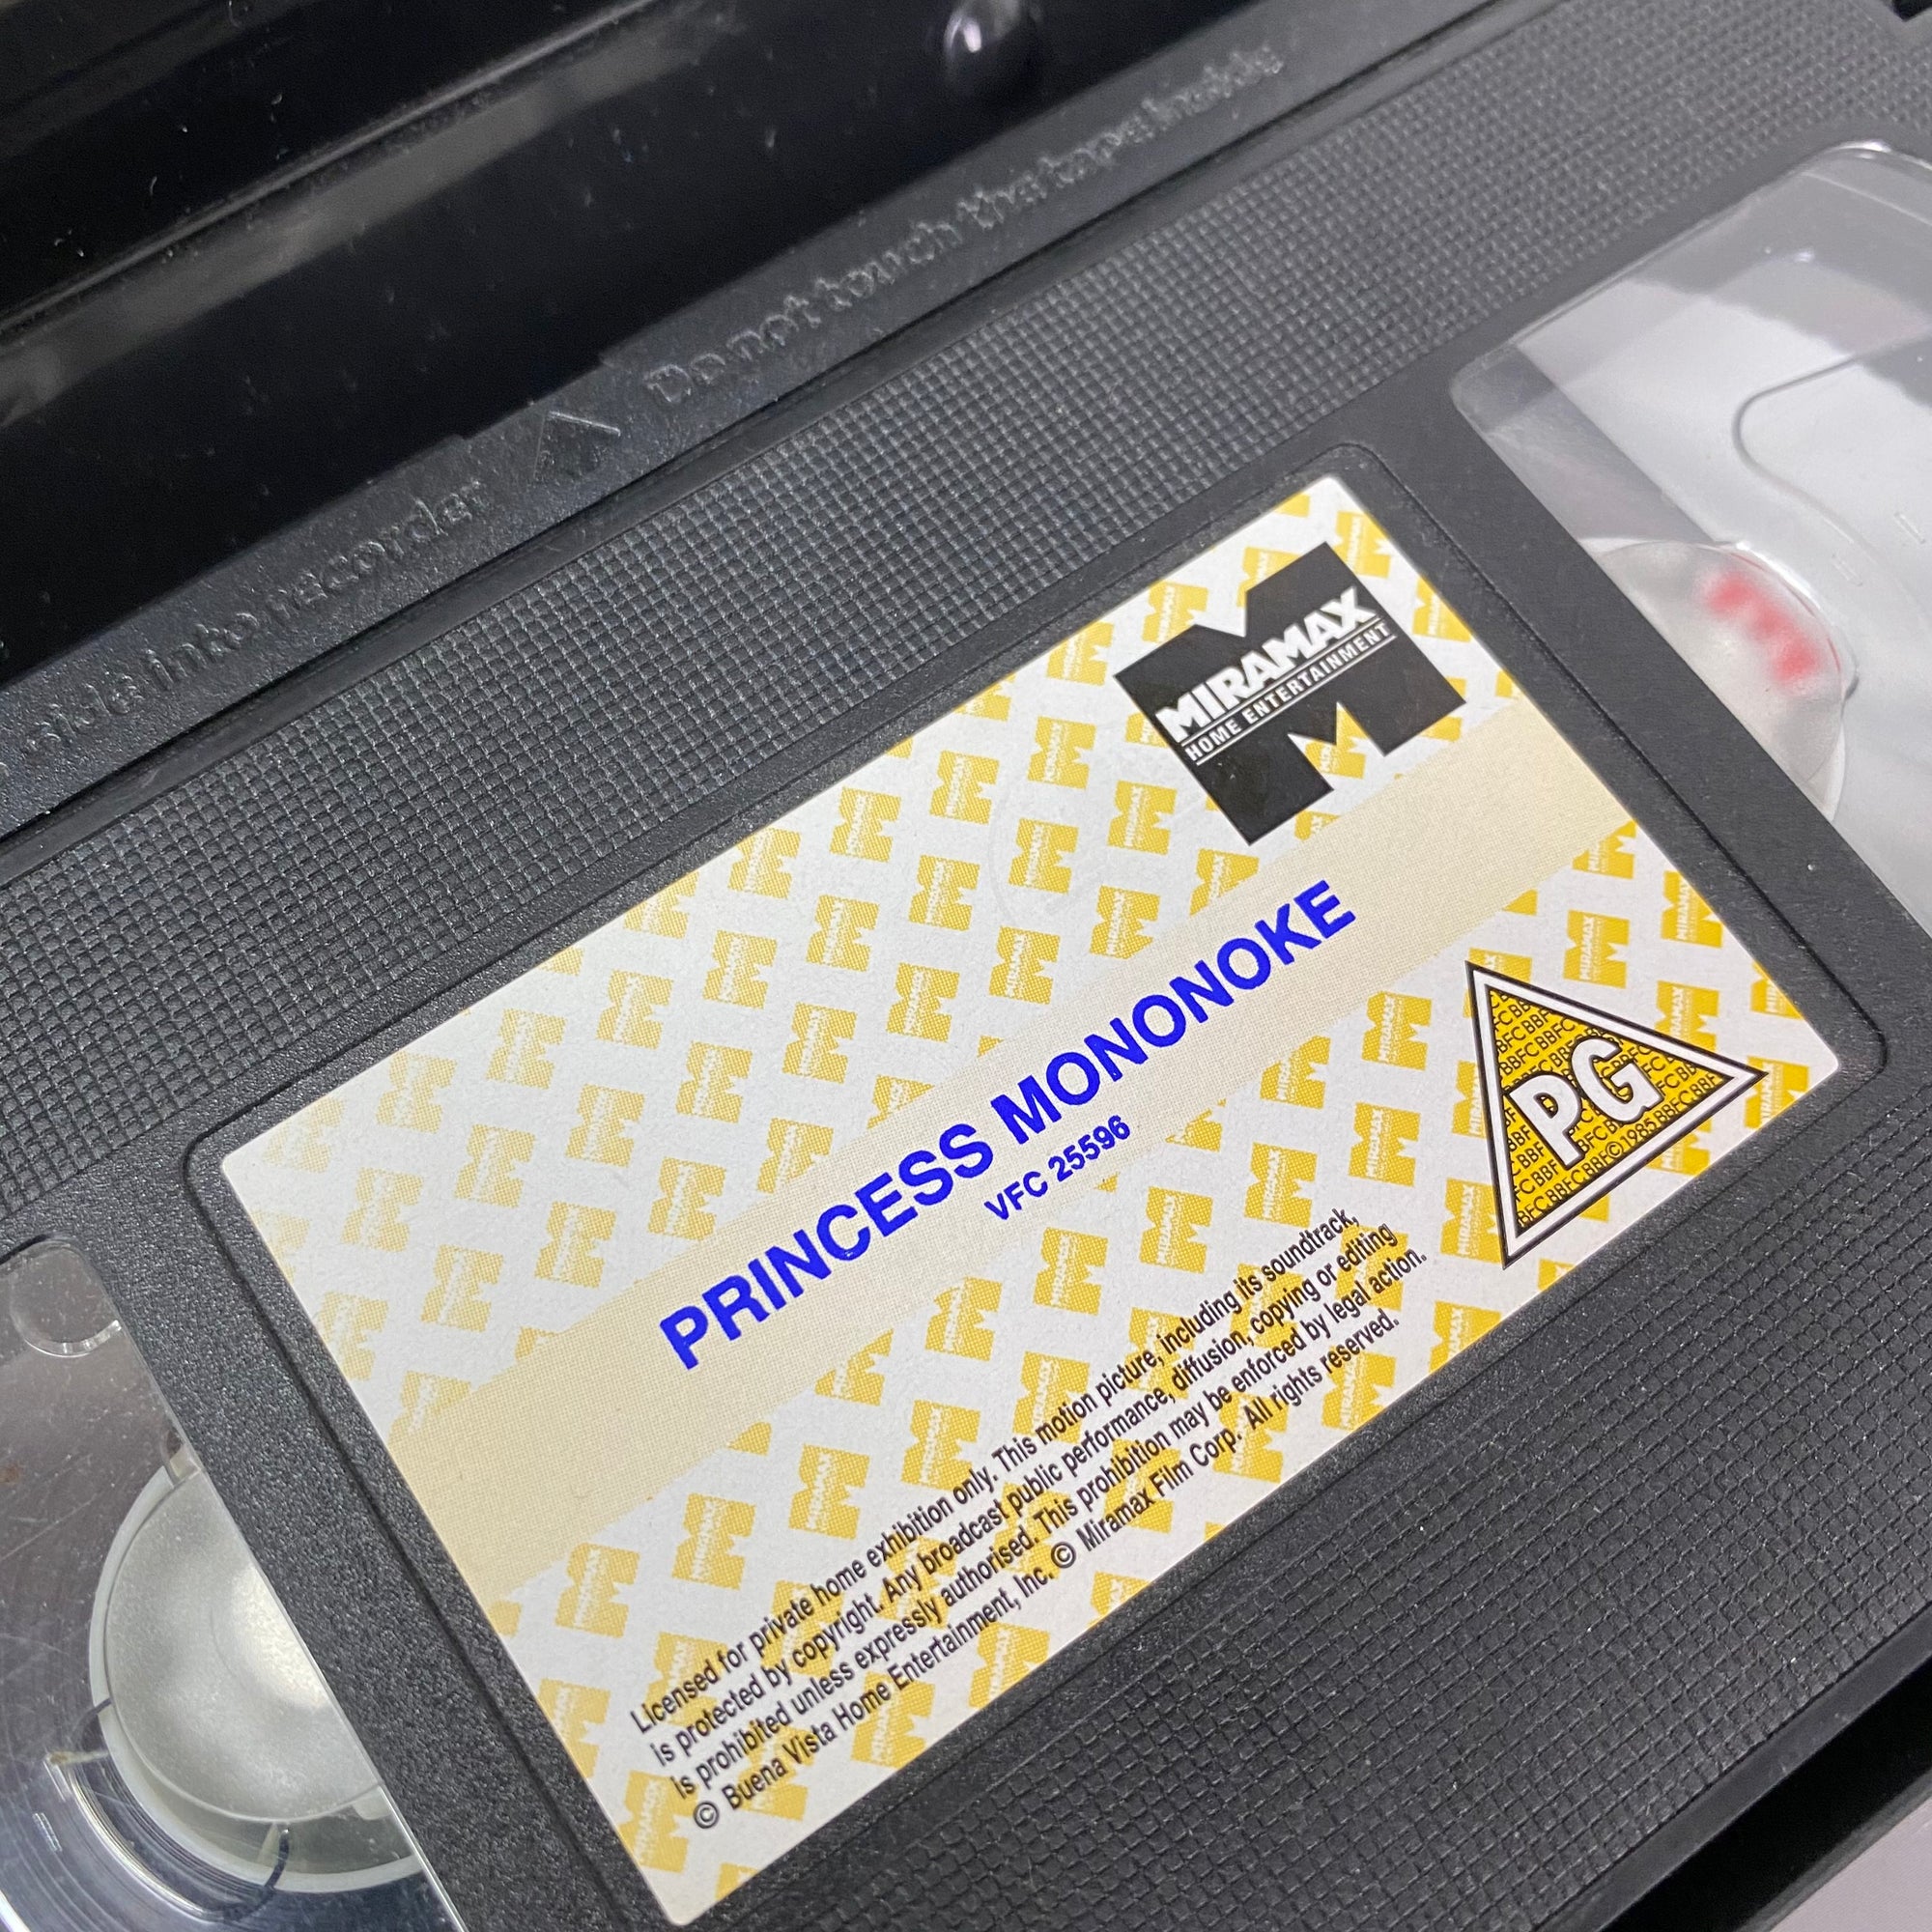 Do not touch the tape inside
side into recorder
MIRAMAX
HOME ENTERTAINMENT
PRINCESS MONONOKE
VFC 25596
PG
BBFC©1985BBFC
Licensed for private home exhibition only. This motion picture, including its soundtrack,
is protected by copyright. Any broadcast public performance, diffusion, copying or editing
is prohibited unless expressly authorised. This prohibition may be enforced by legal action.
© Buena Vista Home Entertainment, Inc. © Miramax Film Corp. All rights reserved.